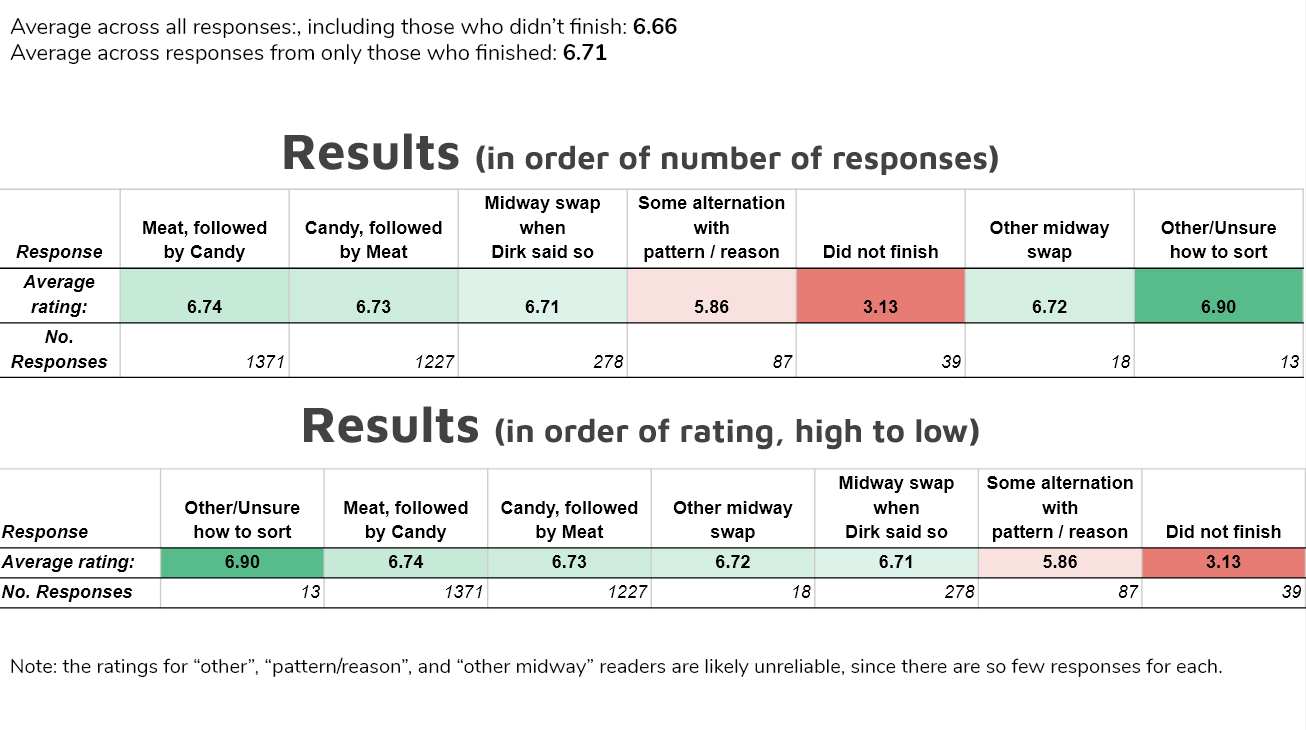 Average across all responses:, including those who didn’t finish: 6.66
Average across responses from only those who finished: 6.71
Results (in order of number of responses)
Response | Meat, followed by Candy | Candy, followed by Meat | Midway swap when Dirk said so | Some alternation with pattern / reason | Did not finish | Other midway swap | Other/Unsure how to sort
Average rating: | 6.74 | 6.73 | 6.71 | 5.86 | 3.13 | 6.72 | 6.90
No. Responses | 1371 | 1227 | 278 | 87 | 39 | 18 | 13
Results (in order of rating, high to low)
Response | Other/Unsure how to sort | Meat, followed by Candy | Candy, followed by Meat | Other midway swap | Midway swap when Dirk said so | Some alternation with pattern / reason | Did not finish
Average rating: | 6.90 | 6.74 | 6.73 | 6.72 | 6.71 | 5.86 | 3.13
No. Responses | 13 | 1371 | 1227 | 18 | 278 | 87 | 39
Note: the ratings for “other”, “pattern/reason”, and “other midway” readers are likely unreliable, since there are so few responses for each.